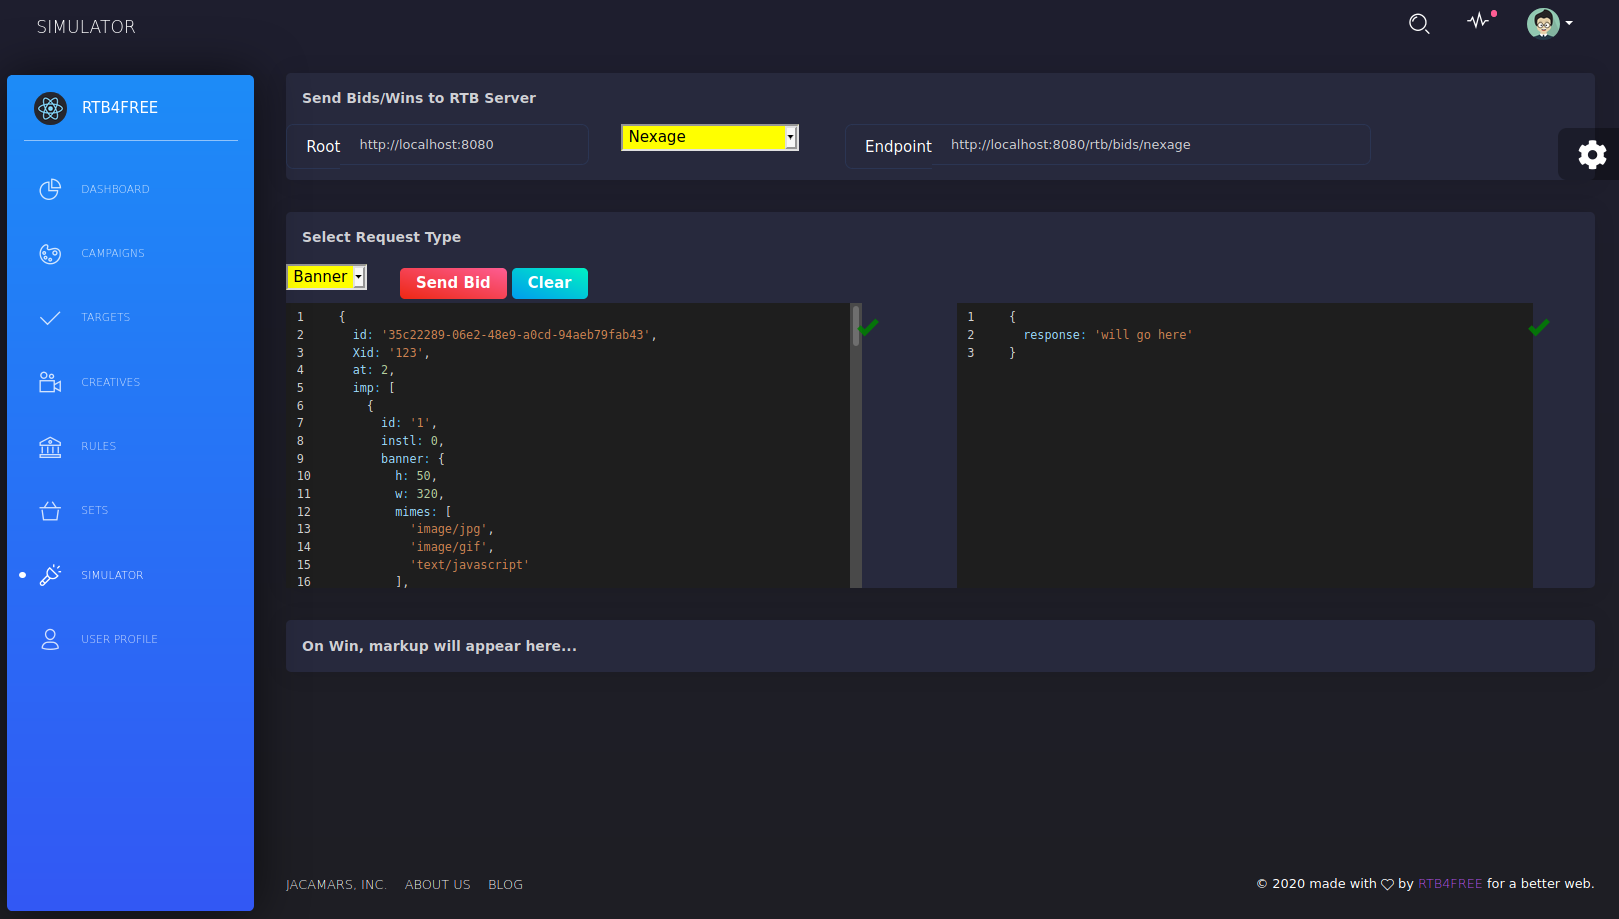 SIMULATOR
RTB4FREE
DASHBOARD
CAMPAIGNS
TARGETS
CREATIVES
RULES
SETS
SIMULATOR
USER PROFILE
Send Bids/Wins to RTB Server
Root http://localhost:8080 Nexage Endpoint http://localhost:8080/rtb/bids/nexage
Select Request Type
Banner Send Bid Clear
1 {
2 id: '35c22289-06e2-48e9-a0cd-94aeb79fab43',
3 Xid: '123',
4 at: 2,
5 imp: [
6 {
7 id: '1',
8 instl: 0,
9 banner: {
10 h: 50,
11 w: 320,
12 mimes: [
13 'image/jpg',
14 'image/gif',
15 'text/javascript'
16 ],
1 {
2 response: 'will go here'
3 }
On Win, markup will appear here...
JACAMARS, INC. ABOUT US BLOG
© 2020 made with by RTB4FREE for a better web.